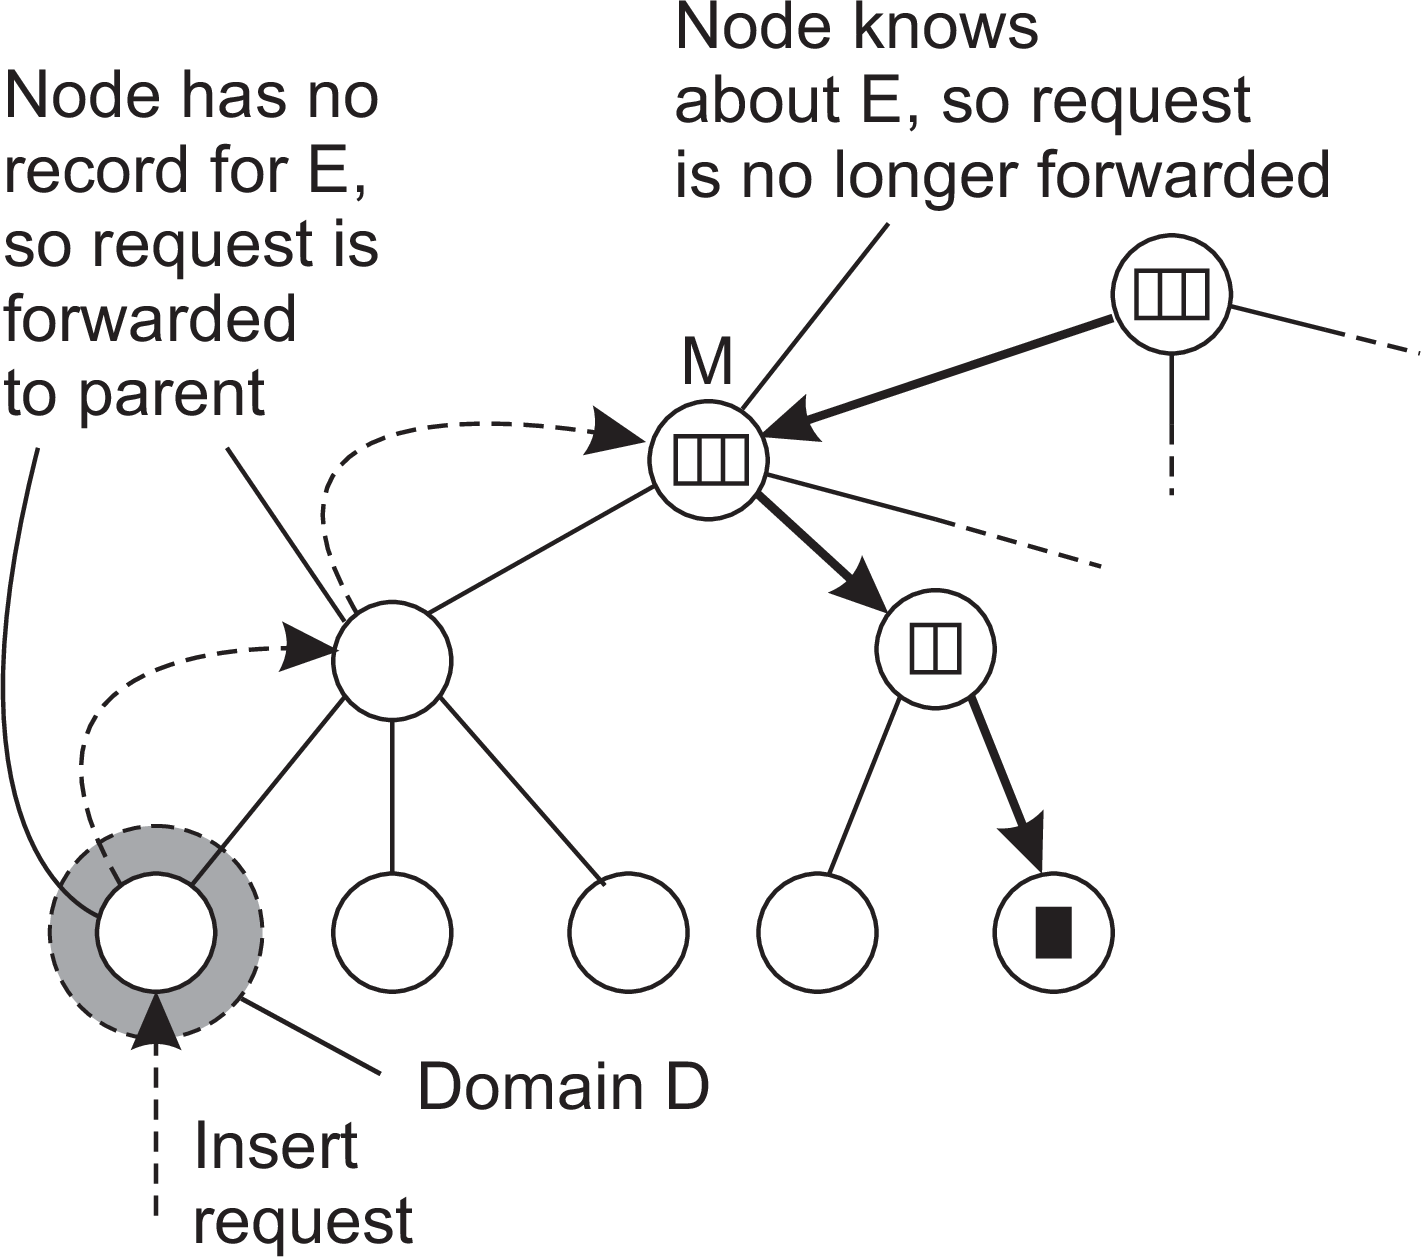 Node has no
record for E,
so request is
forwarded
to parent
Node knows
about E, so request
is no longer forwarded
M
Domain D
Insert
request